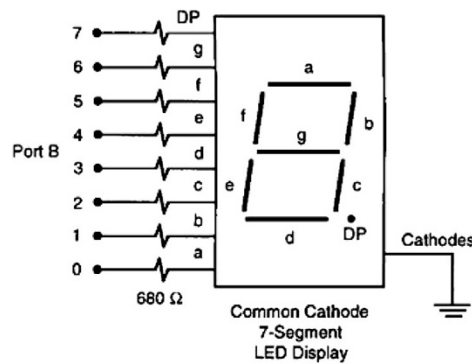 DP
7
g
6
f
5
e
4
d
3
c
2
b
1
a
0
Port B
680 Ω
a
f
b
g
e
c
d
DP
Cathodes
Common Cathode
7-Segment
LED Display